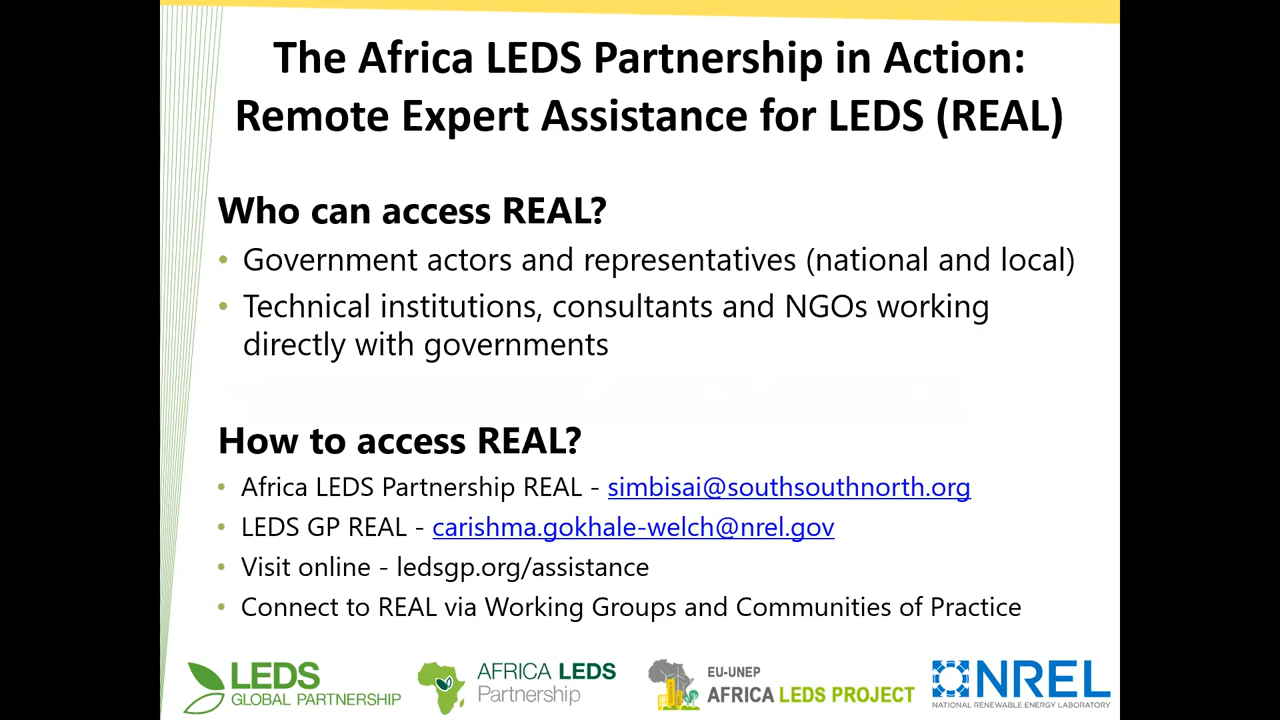 The Africa LEDS Partnership in Action:
Remote Expert Assistance for LEDS (REAL)
Who can access REAL?
• Government actors and representatives (national and local)
• Technical institutions, consultants and NGOs working
directly with governments
How to access REAL?
• Africa LEDS Partnership REAL - simbisai@southsouthnorth.org
• LEDS GP REAL - carishma.gokhale-welch@nrel.gov
• Visit online - ledsgp.org/assistance
• Connect to REAL via Working Groups and Communities of Practice
LEDS
GLOBAL PARTNERSHIP
AFRICA LEDS
Partnership
EU-UNEP
AFRICA LEDS PROJECT
NREL
NATIONAL RENEWABLE ENERGY LABORATORY